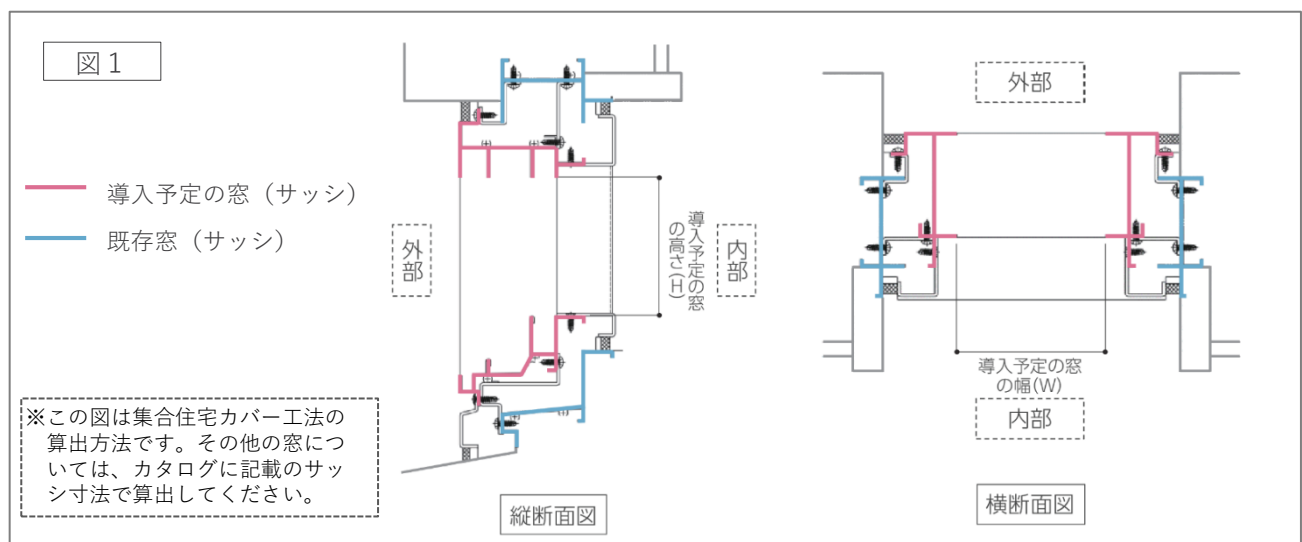 図1
導入予定の窓（サッシ）
既存窓（サッシ）
※この図は集合住宅カバー工法の
算出方法です。その他の窓につ
いては、カタログに記載のサッ
シ寸法で算出してください。
外部
導入予定の窓
の高さ(H)
内部
縦断面図
外部
導入予定の窓
の幅(W)
内部
横断面図